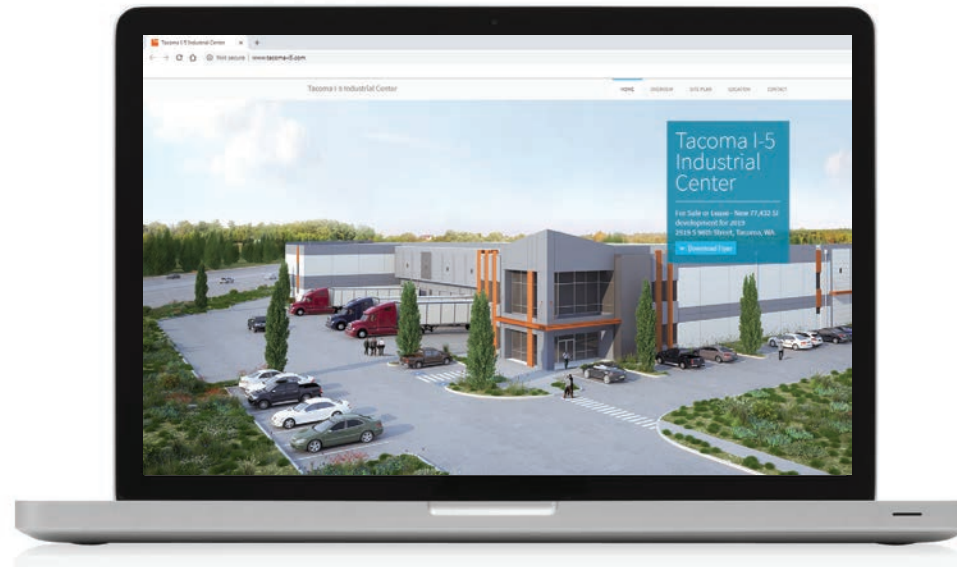 Tacoma I-5 Industrial Center
Not secure | www.tacoma-i5.com
Tacoma I-5 Industrial Center
HOME OVERVIEW SITE PLAN LOCATION CONTACT
Tacoma I-5
Industrial
Center
For Sale or Lease - New 77,432 SF
development for 2019
Street, Tacoma, WA
Download Flyer